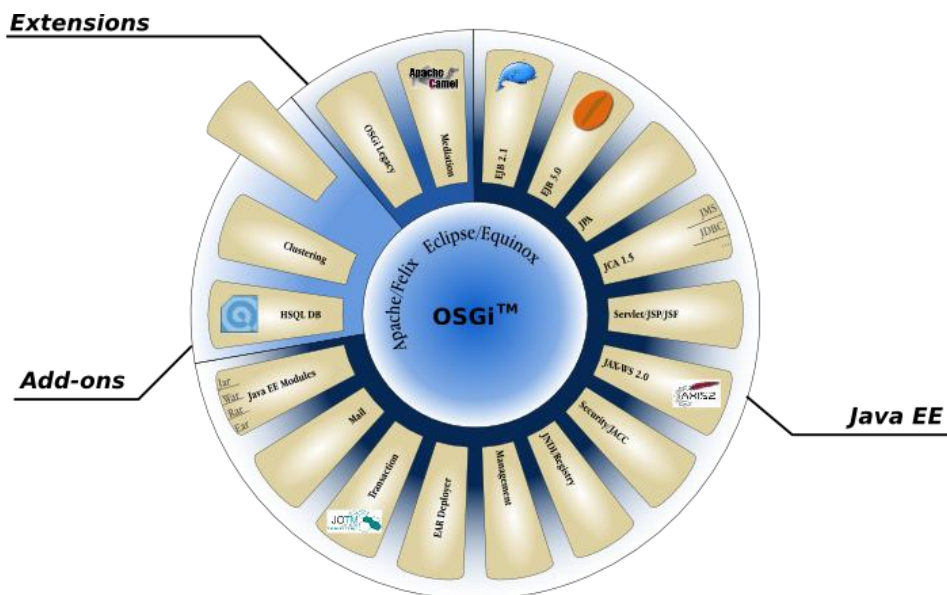 Extensions
OSGi Legacy
Apache
Camel
Mediation
EJB 2.1
EJB 3.0
JPA
JMS
JDBC
...
JCA 1.5
Servlet/JSP/JSF
JAX-WS 2.0
AXIS2
Security/JACC
JNDI/Registry
Management
EAR Deployer
Transaction
JOTM
Mail
Java EE Modules
Jar
War
Rar
Ear
HSQL DB
Clustering
Apache/Felix
Eclipse/Equinox
OSGi™
Add-ons
Java EE